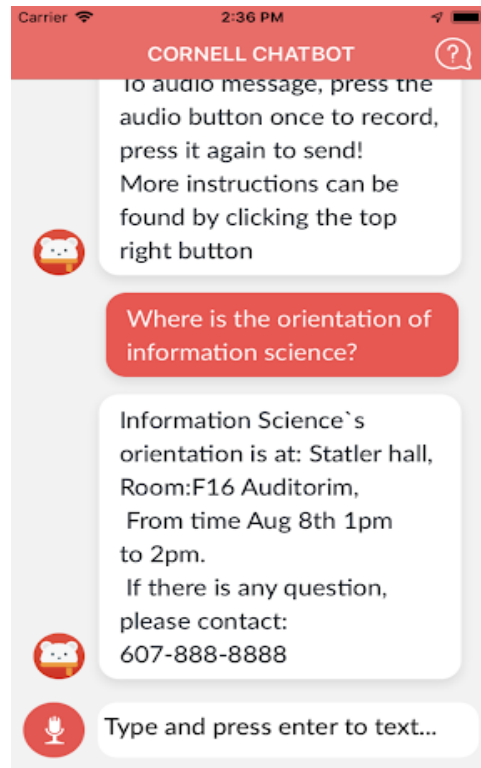 Carrier
2:36 PM
CORNELL CHATBOT
?
To audio message, press the
audio button once to record,
press it again to send!
More instructions can be
found by clicking the top
right button
Where is the orientation of
information science?
Information Science`s
orientation is at: Statler hall,
Room:F16 Auditorim,
From time Aug 8th 1pm
to 2pm.
If there is any question,
please contact:
607-888-8888
Type and press enter to text...